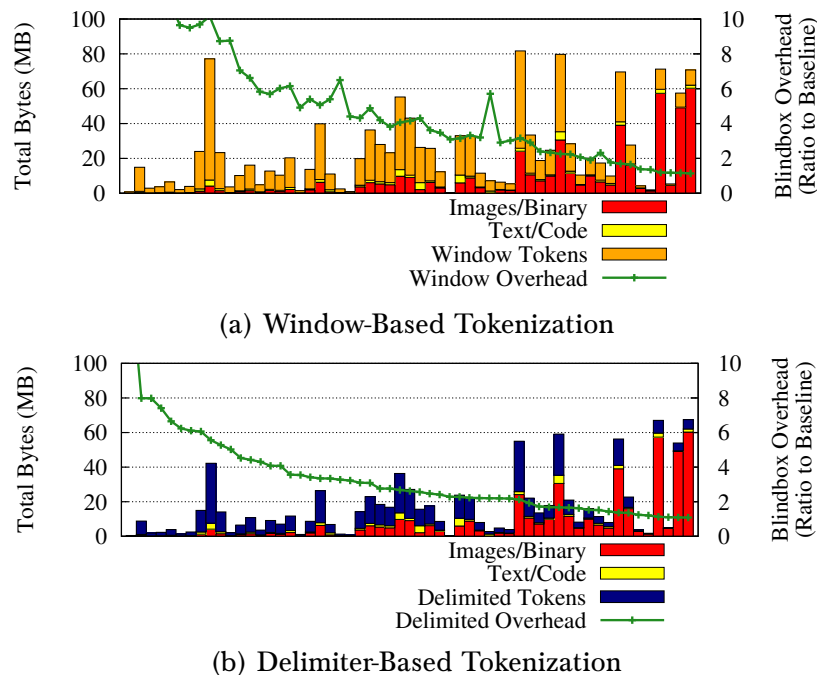 100
80
60
40
20
0
Total Bytes (MB)
10
8
6
4
2
0
Blindbox Overhead
(Ratio to Baseline)
Images/Binary
Text/Code
Window Tokens
Window Overhead
(a) Window-Based Tokenization
100
80
60
40
20
0
Total Bytes (MB)
10
8
6
4
2
0
Blindbox Overhead
(Ratio to Baseline)
Images/Binary
Text/Code
Delimited Tokens
Delimited Overhead
(b) Delimiter-Based Tokenization